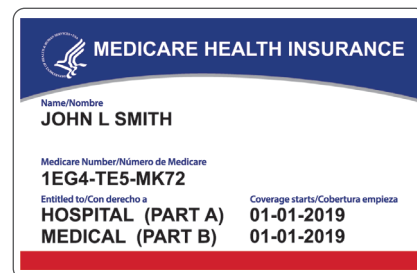 MEDICARE HEALTH INSURANCE
Name/Nombre
JOHN L SMITH
Medicare Number/Número de Medicare
1EG4-TE5-MK72
Entitled to/Con derecho a Coverage starts/Cobertura empieza
HOSPITAL (PART A) 01-01-2019
MEDICAL (PART B) 01-01-2019